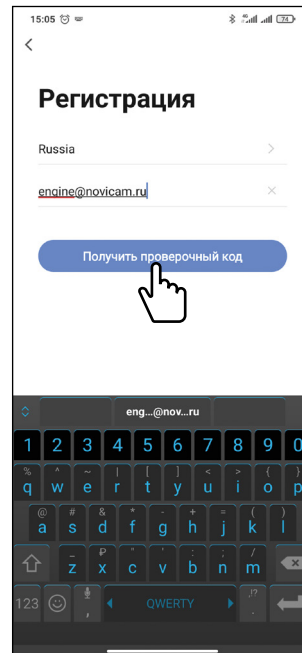 15:05 4G 74
Регистрация
Russia
engine@novicam.ru
Получить проверочный код
eng...@nov...ru
1 2 3 4 5 6 7 8 9 0
% ^ ~ | [ ] < > { }
q w e r t y u i o p
@ # & * - + = ( )
a s d f g h j k l
_ ₽ " ' : ; /
z x c v b n m
123 , QWERTY . !?